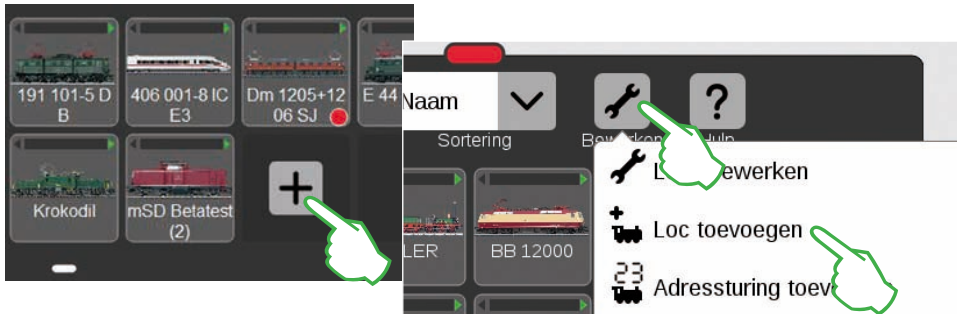 191 101-5 D
B
406 001-8 IC
E3
Dm 1205+12
06 SJ
E 44
Krokodil
mSD Betatest
(2)
Naam
Sortering
?
LER
BB 12000
Loc toevoegen
23
Adressturing toev